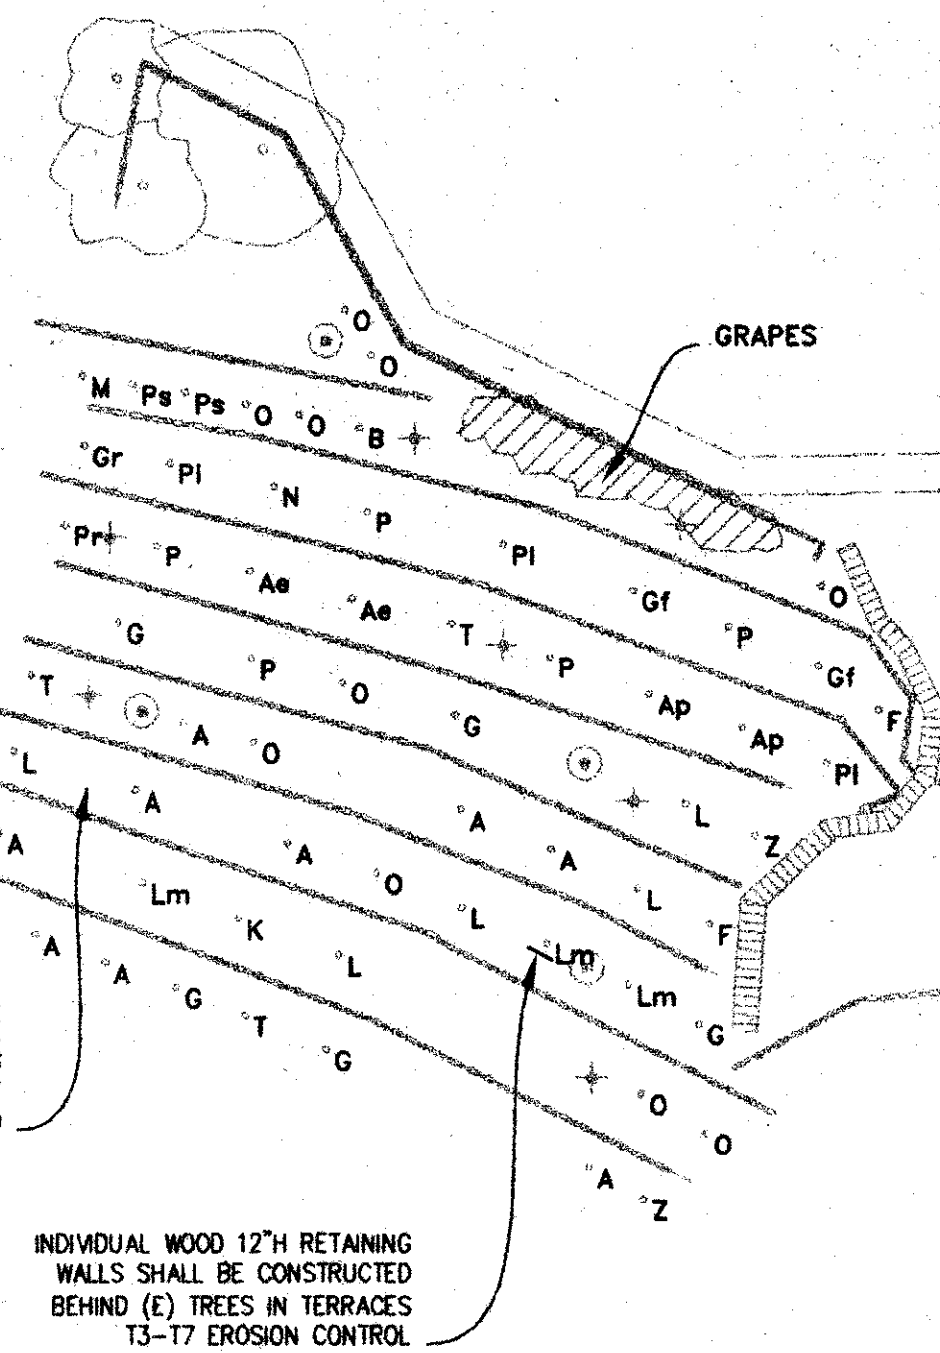 O
O
GRAPES
M Ps Ps O O B
Gr Pl N P Pl Gf P Gf F
O
Pr P Ae Ae T P Ap Ap Pl
G P O G L Z
T A O A A L F
L A A O L Lm Lm G
A Lm K L O O
A A G T G A Z
INDIVIDUAL WOOD 12"H RETAINING
WALLS SHALL BE CONSTRUCTED
BEHIND (E) TREES IN TERRACES
T3-T7 EROSION CONTROL